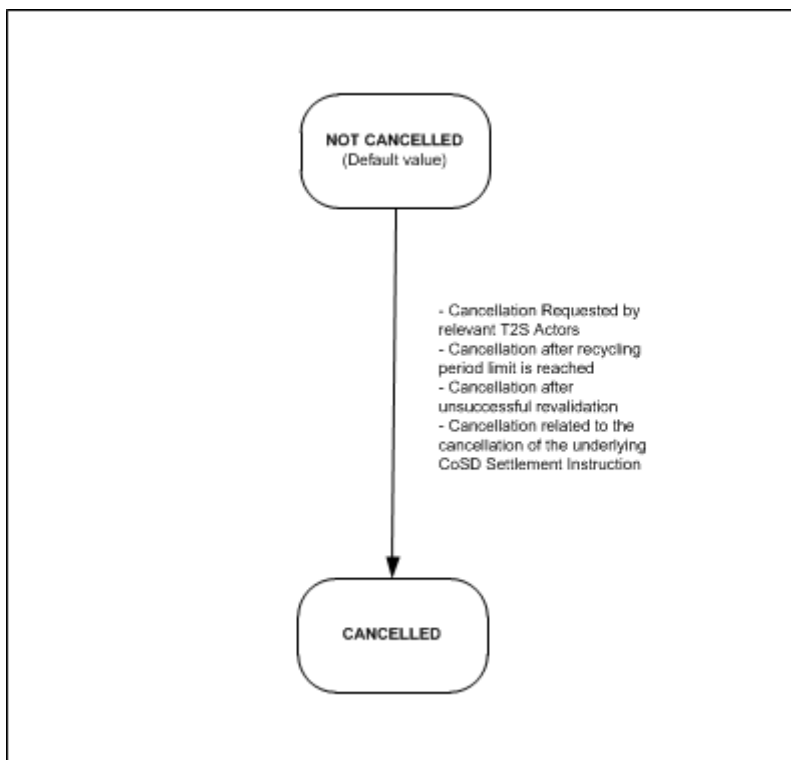 NOT CANCELLED
(Default value)
- Cancellation Requested by
relevant T2S Actors
- Cancellation after recycling
period limit is reached
- Cancellation after
unsuccessful revalidation
- Cancellation related to the
cancellation of the underlying
CoSD Settlement Instruction
CANCELLED